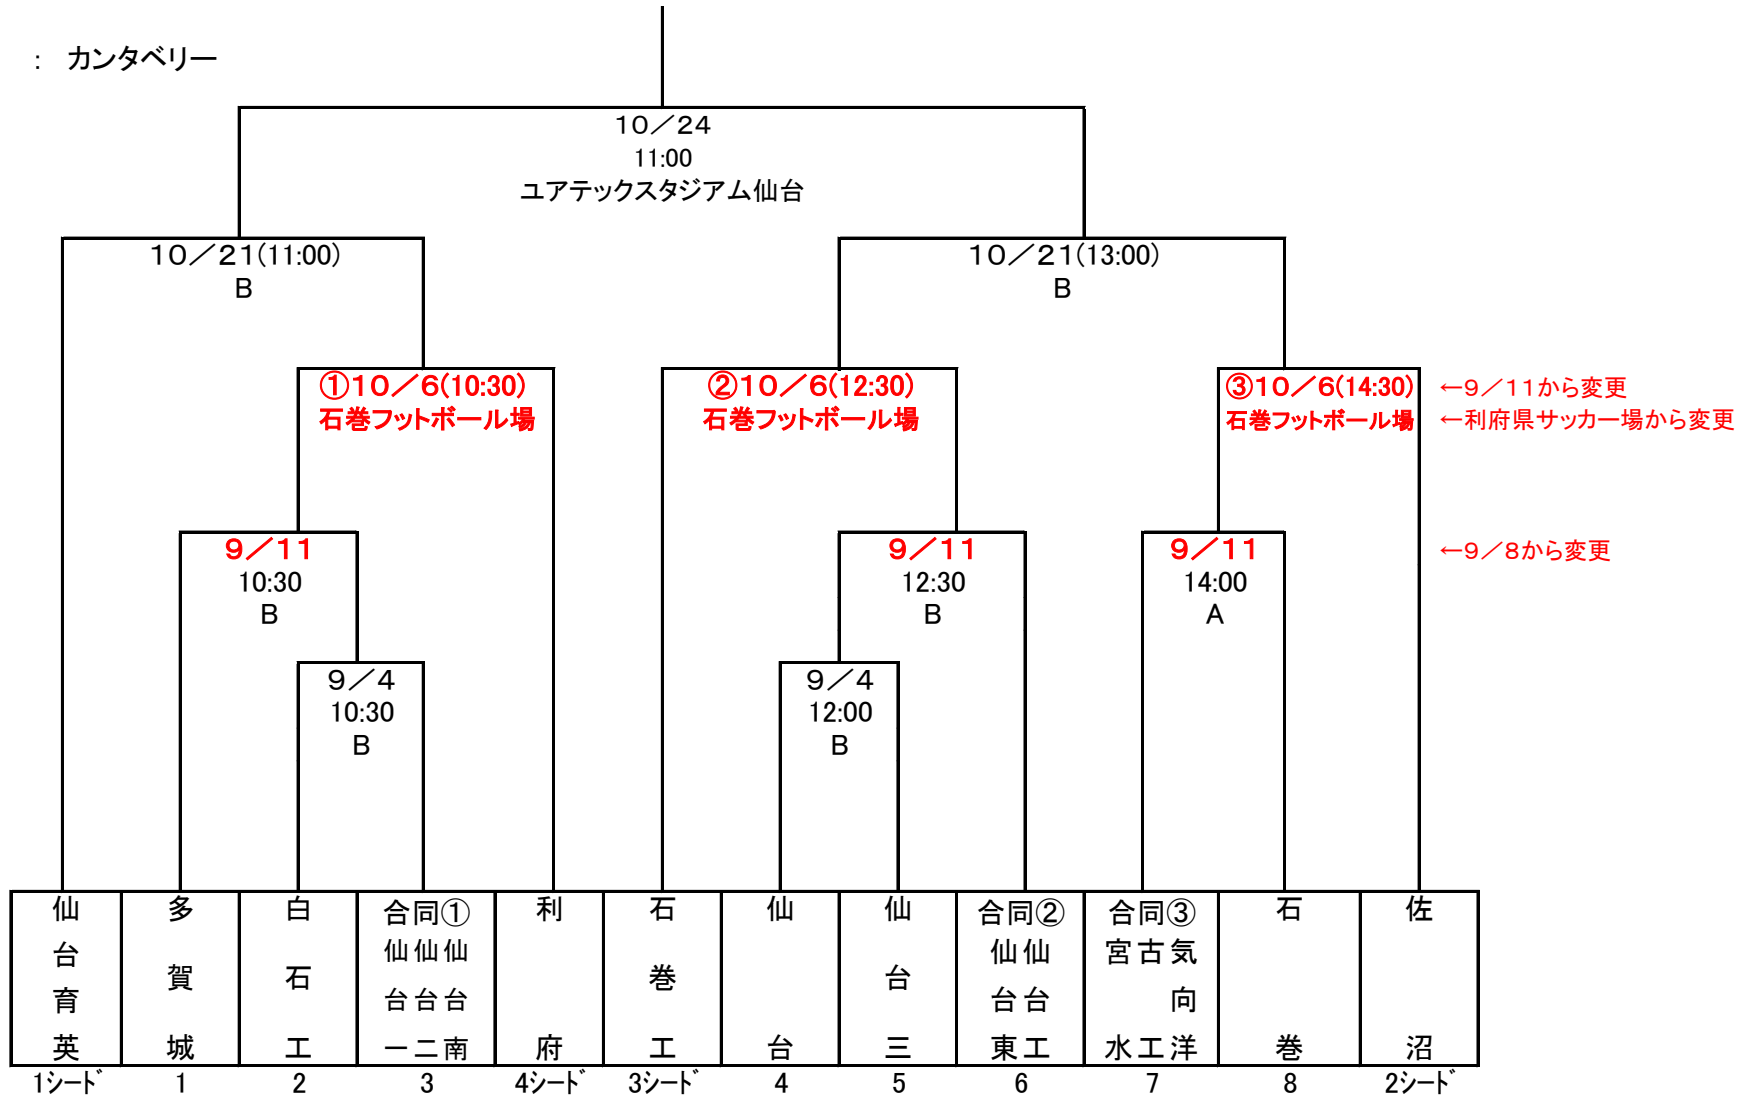 ： カンタベリー
１０／２４
11:00
ユアテックスタジアム仙台
１０／２１(11:00)
B
１０／２１(13:00)
B
①１０／６(10:30)
石巻フットボール場
②１０／６(12:30)
石巻フットボール場
③１０／６(14:30)
石巻フットボール場
←９／１１から変更
←利府県サッカー場から変更
９／１１
10:30
B
９／１１
12:30
B
９／１１
14:00
A
←９／８から変更
９／４
10:30
B
９／４
12:00
B
仙台育英
多賀城
白石工
合同①
仙台一
仙台二
仙台南
利府
石巻工
仙台
仙台三
合同②
仙台東
仙台工
合同③
宮水
古工
気向洋
石巻
佐沼
1ｼｰﾄﾞ
1
2
3
4ｼｰﾄﾞ
3ｼｰﾄﾞ
4
5
6
7
8
2ｼｰﾄﾞ